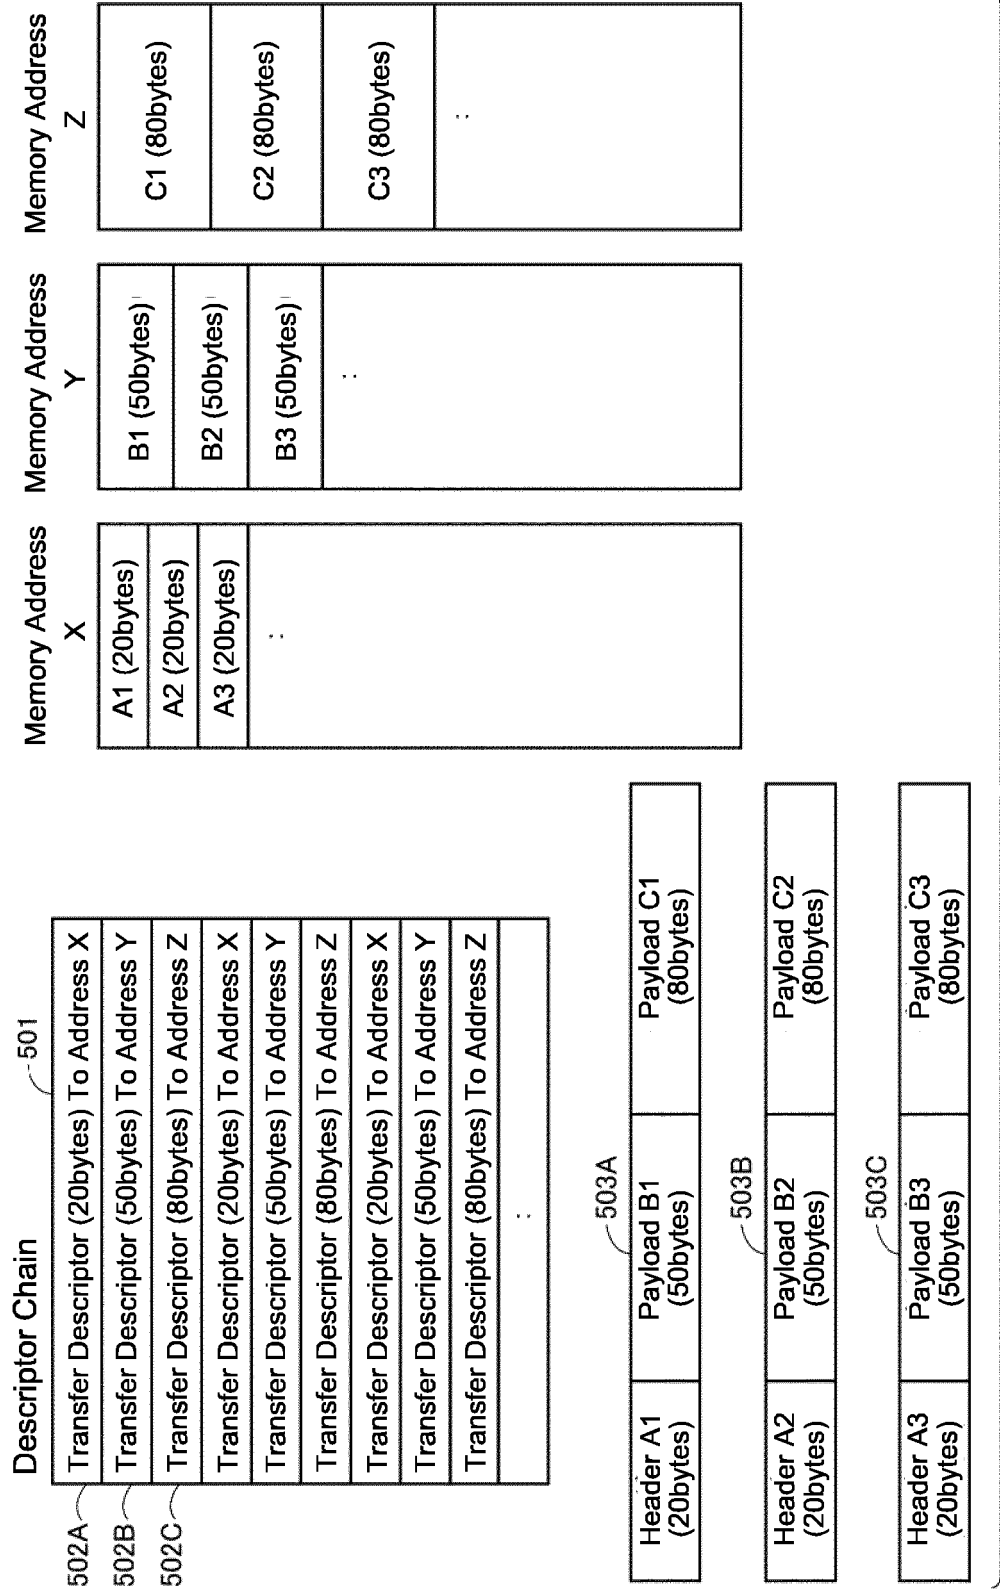 Descriptor Chain
501
502A
Transfer Descriptor (20bytes) To Address X
502B
Transfer Descriptor (50bytes) To Address Y
502C
Transfer Descriptor (80bytes) To Address Z
Transfer Descriptor (20bytes) To Address X
Transfer Descriptor (50bytes) To Address Y
Transfer Descriptor (80bytes) To Address Z
Transfer Descriptor (20bytes) To Address X
Transfer Descriptor (50bytes) To Address Y
Transfer Descriptor (80bytes) To Address Z
:
Memory Address
X
A1 (20bytes)
A2 (20bytes)
A3 (20bytes)
:
Memory Address
Y
B1 (50bytes)
B2 (50bytes)
B3 (50bytes)
:
Memory Address
Z
C1 (80bytes)
C2 (80bytes)
C3 (80bytes)
:
503A
Header A1
(20bytes)
Payload B1
(50bytes)
Payload C1
(80bytes)
503B
Header A2
(20bytes)
Payload B2
(50bytes)
Payload C2
(80bytes)
503C
Header A3
(20bytes)
Payload B3
(50bytes)
Payload C3
(80bytes)